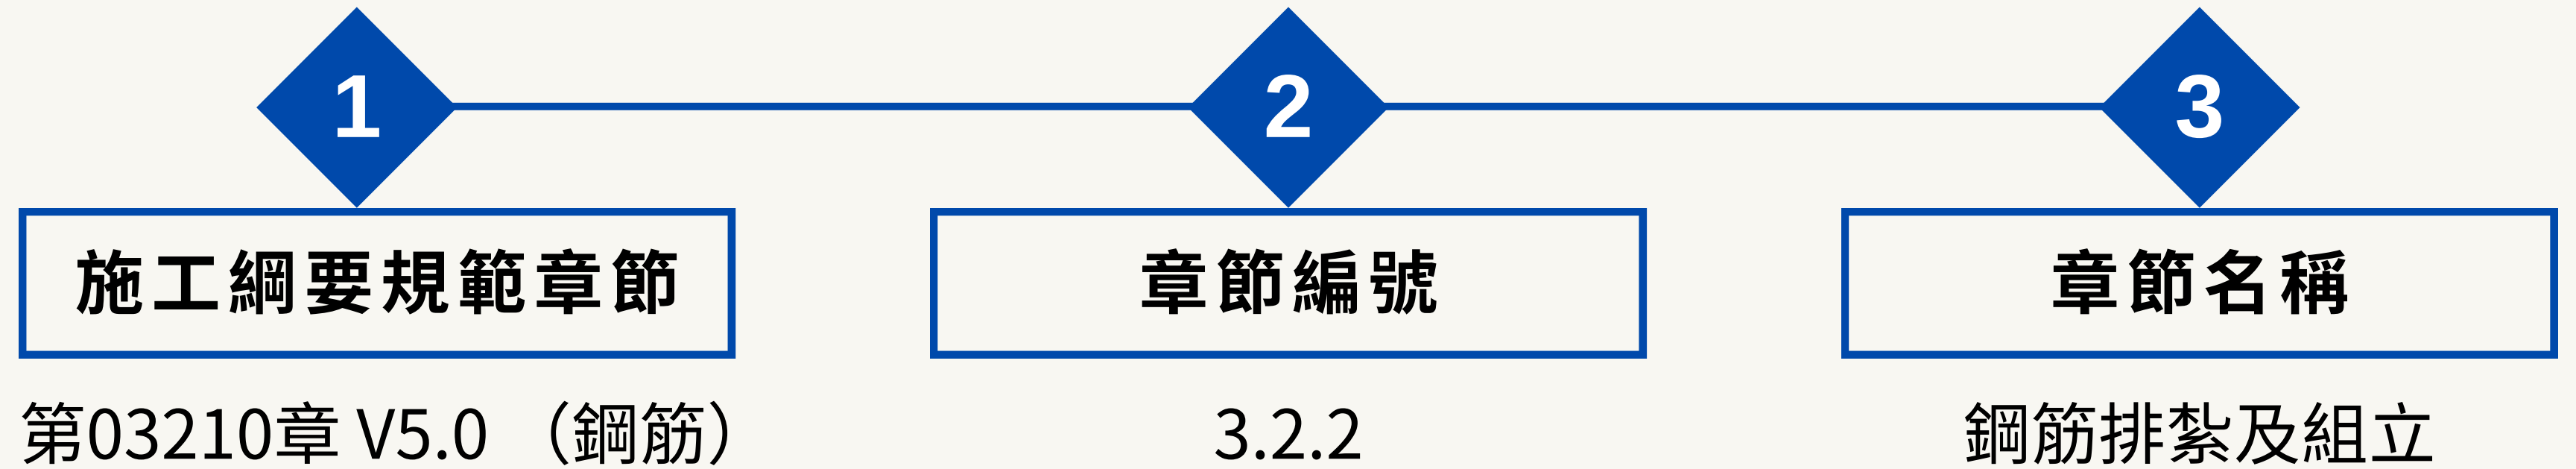 1
2
3
施工綱要規範章節
章節編號
章節名稱
第03210章 V5.0 （鋼筋）
3.2.2
鋼筋排紮及組立